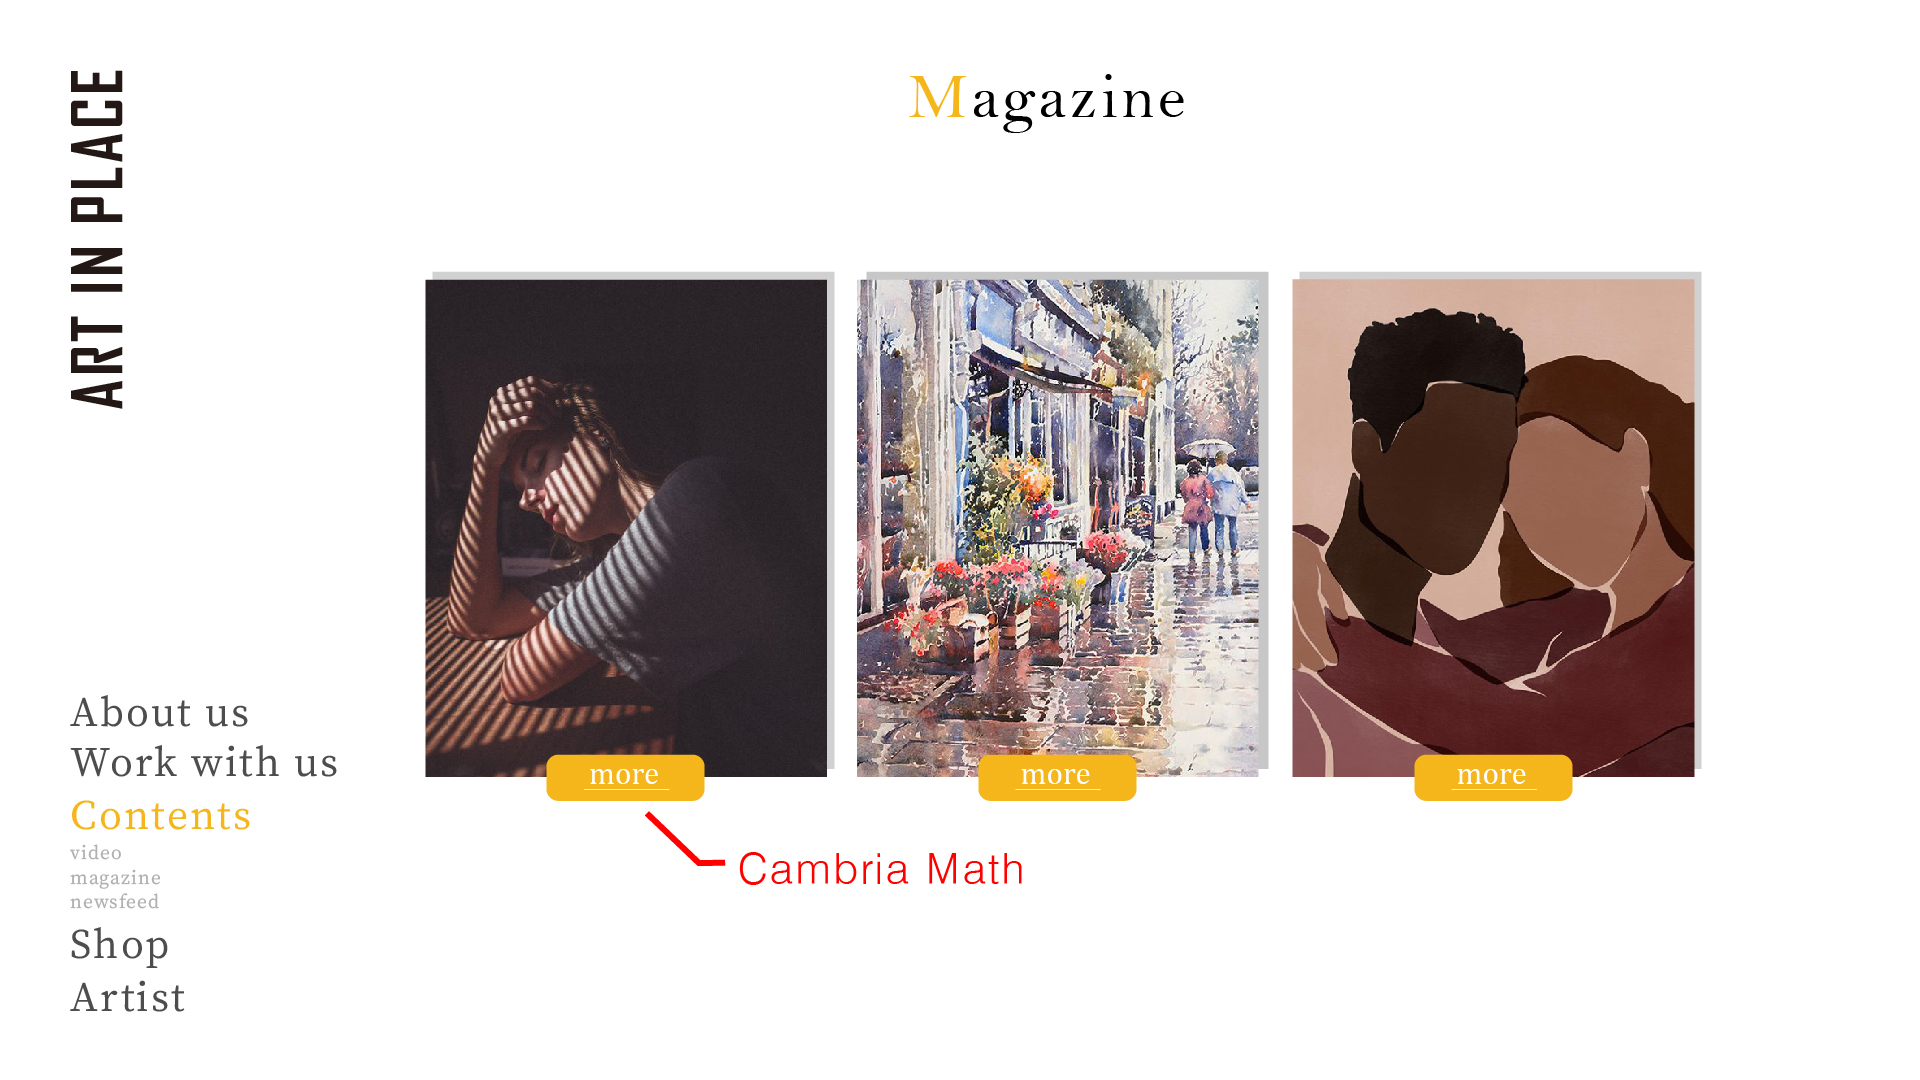 ART IN PLACE
Magazine
more
more
more
Cambria Math
About us
Work with us
Contents
video
magazine
newsfeed
Shop
Artist